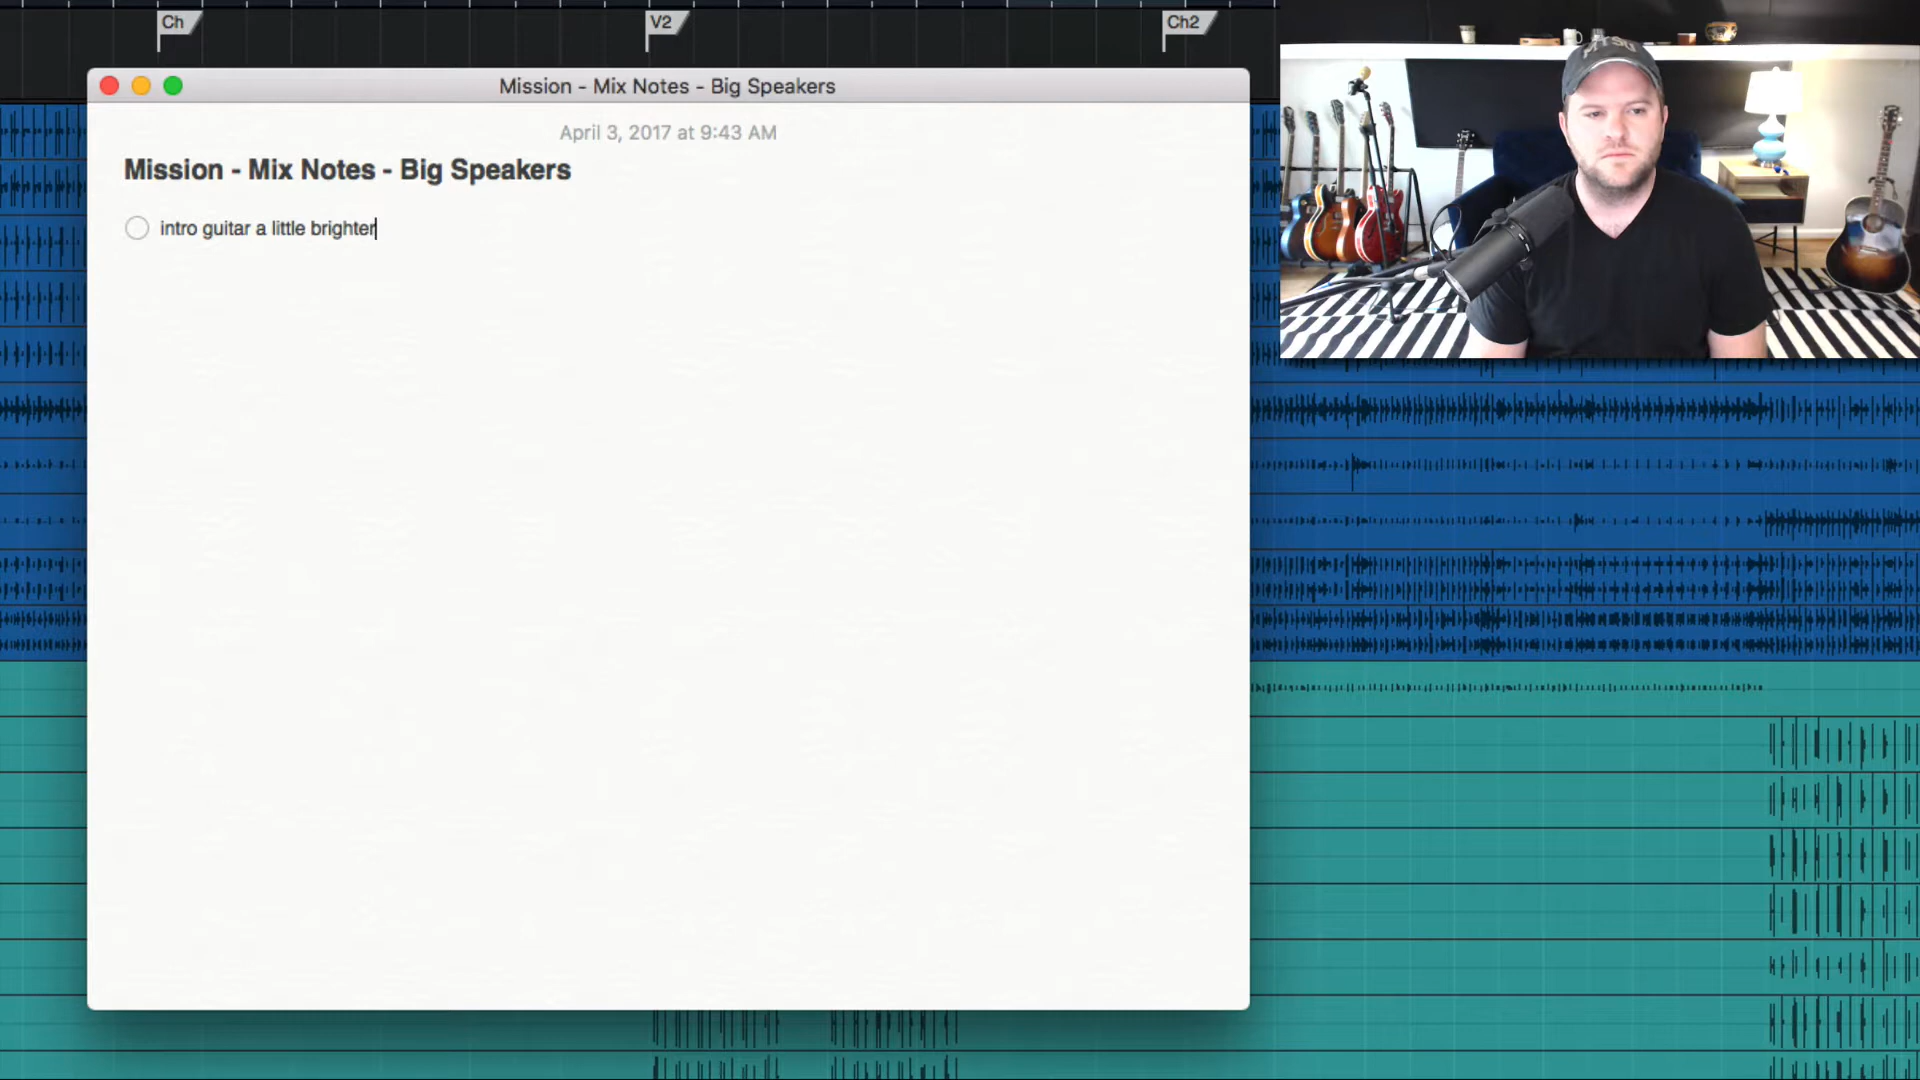 Ch V2 Ch2
Mission - Mix Notes - Big Speakers
MTSU
April 3, 2017 at 9:43 AM
Mission - Mix Notes - Big Speakers
intro guitar a little brighter